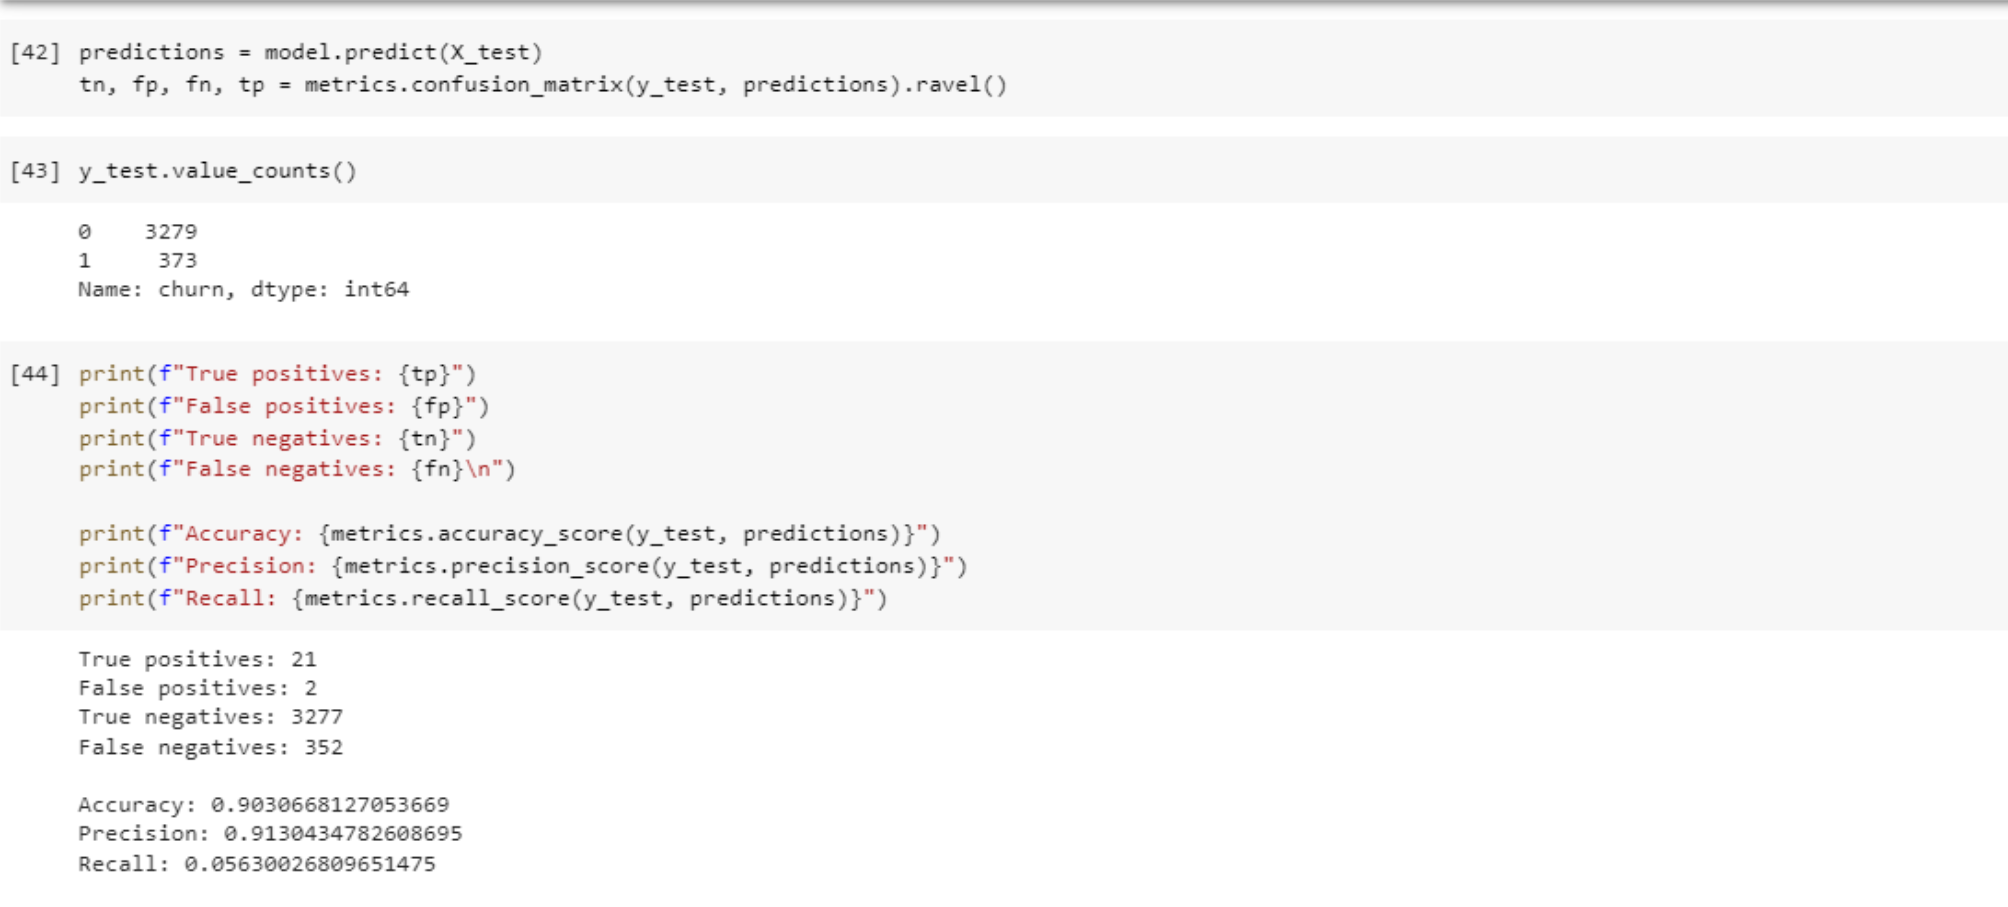 [42] predictions = model.predict(X_test)
tn, fp, fn, tp = metrics.confusion_matrix(y_test, predictions).ravel()
[43] y_test.value_counts()
0    3279
1     373
Name: churn, dtype: int64
[44] print(f"True positives: {tp}")
print(f"False positives: {fp}")
print(f"True negatives: {tn}")
print(f"False negatives: {fn}\n")
print(f"Accuracy: {metrics.accuracy_score(y_test, predictions)}")
print(f"Precision: {metrics.precision_score(y_test, predictions)}")
print(f"Recall: {metrics.recall_score(y_test, predictions)}")
True positives: 21
False positives: 2
True negatives: 3277
False negatives: 352
Accuracy: 0.9030668127053669
Precision: 0.9130434782608695
Recall: 0.05630026809651475